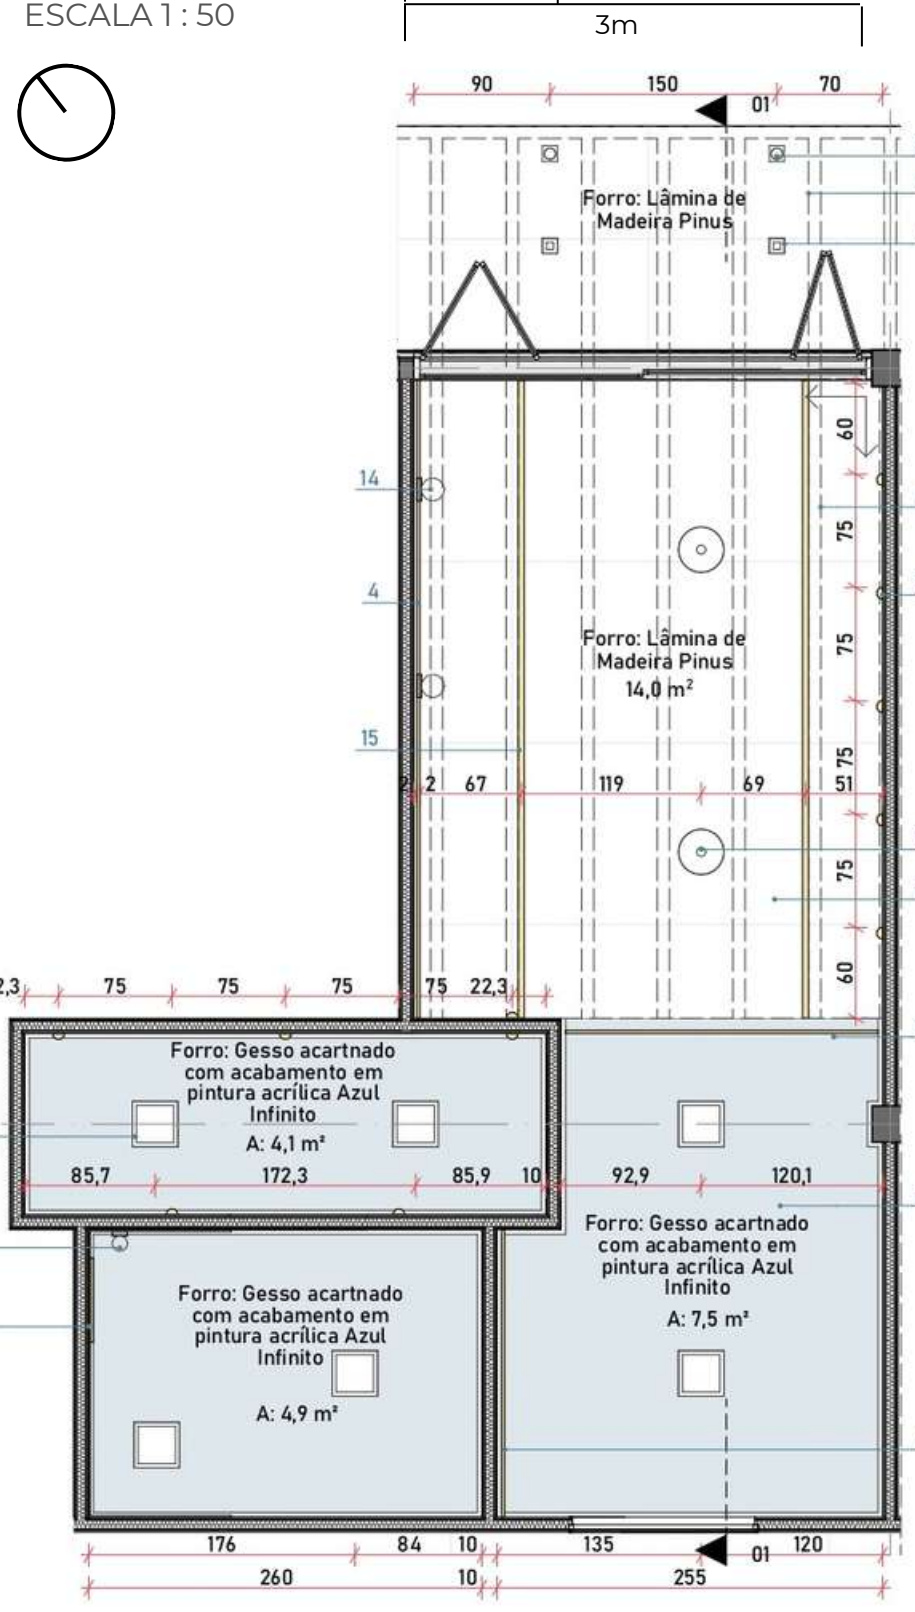 ESCALA 1 : 50
3m
90 150 70
01
Forro: Lâmina de
Madeira Pinus
60
14
75
4
75
Forro: Lâmina de
Madeira Pinus
14,0 m²
15
75
2 67 119 69 51
75
60
2,3 75 75 75 75 22,3
Forro: Gesso acartnado
com acabamento em
pintura acrílica Azul
Infinito
A: 4,1 m²
85,7 172,3 85,9 10 92,9 120,1
Forro: Gesso acartnado
com acabamento em
pintura acrílica Azul
Infinito
A: 7,5 m²
Forro: Gesso acartnado
com acabamento em
pintura acrílica Azul
Infinito
A: 4,9 m²
176 84 10 135 01 120
260 10 255